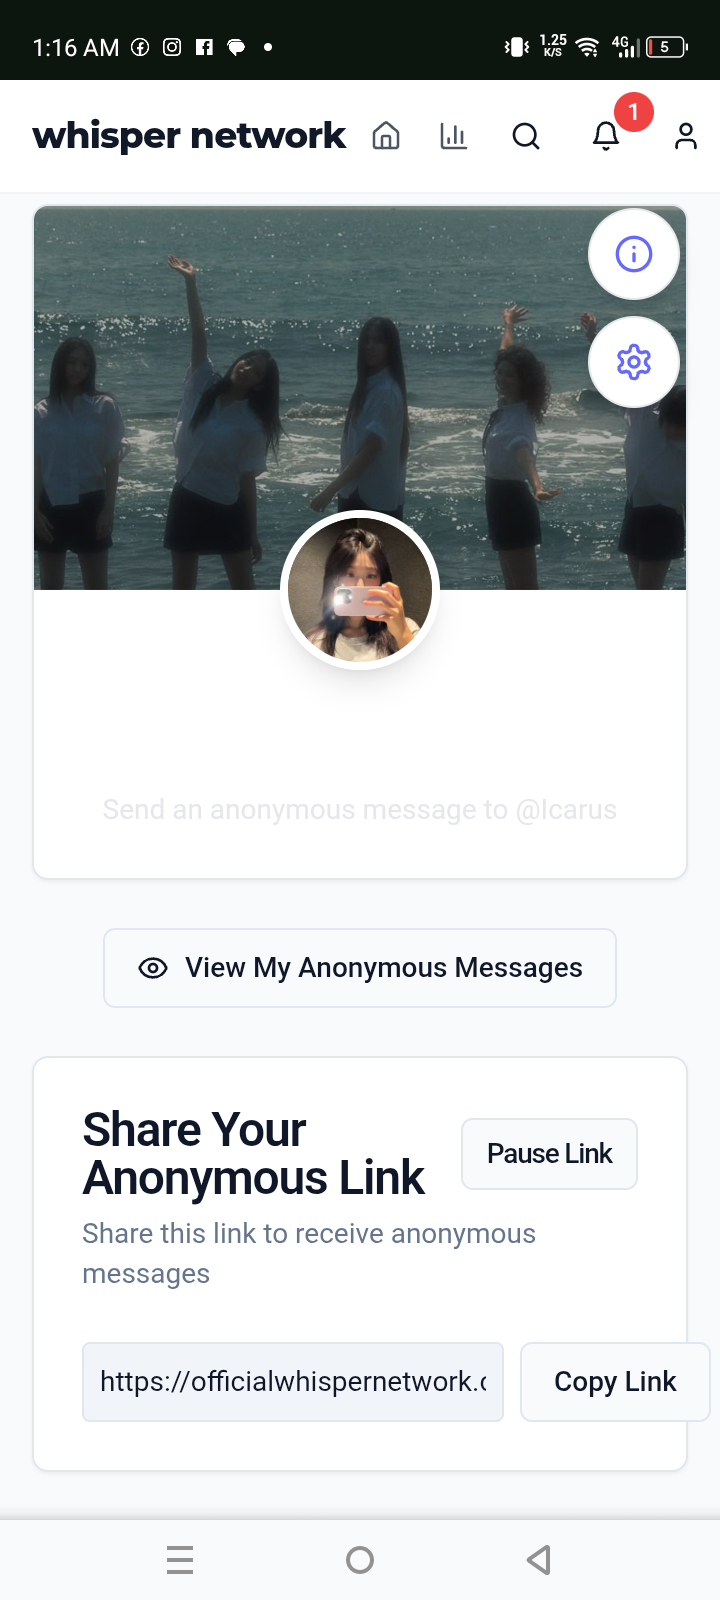 1:16 AM
1.25
K/S
4G
5
whisper network
1
Send an anonymous message to @Icarus
View My Anonymous Messages
Share Your
Anonymous Link
Pause Link
Share this link to receive anonymous
messages
https://officialwhispernetwork.c
Copy Link